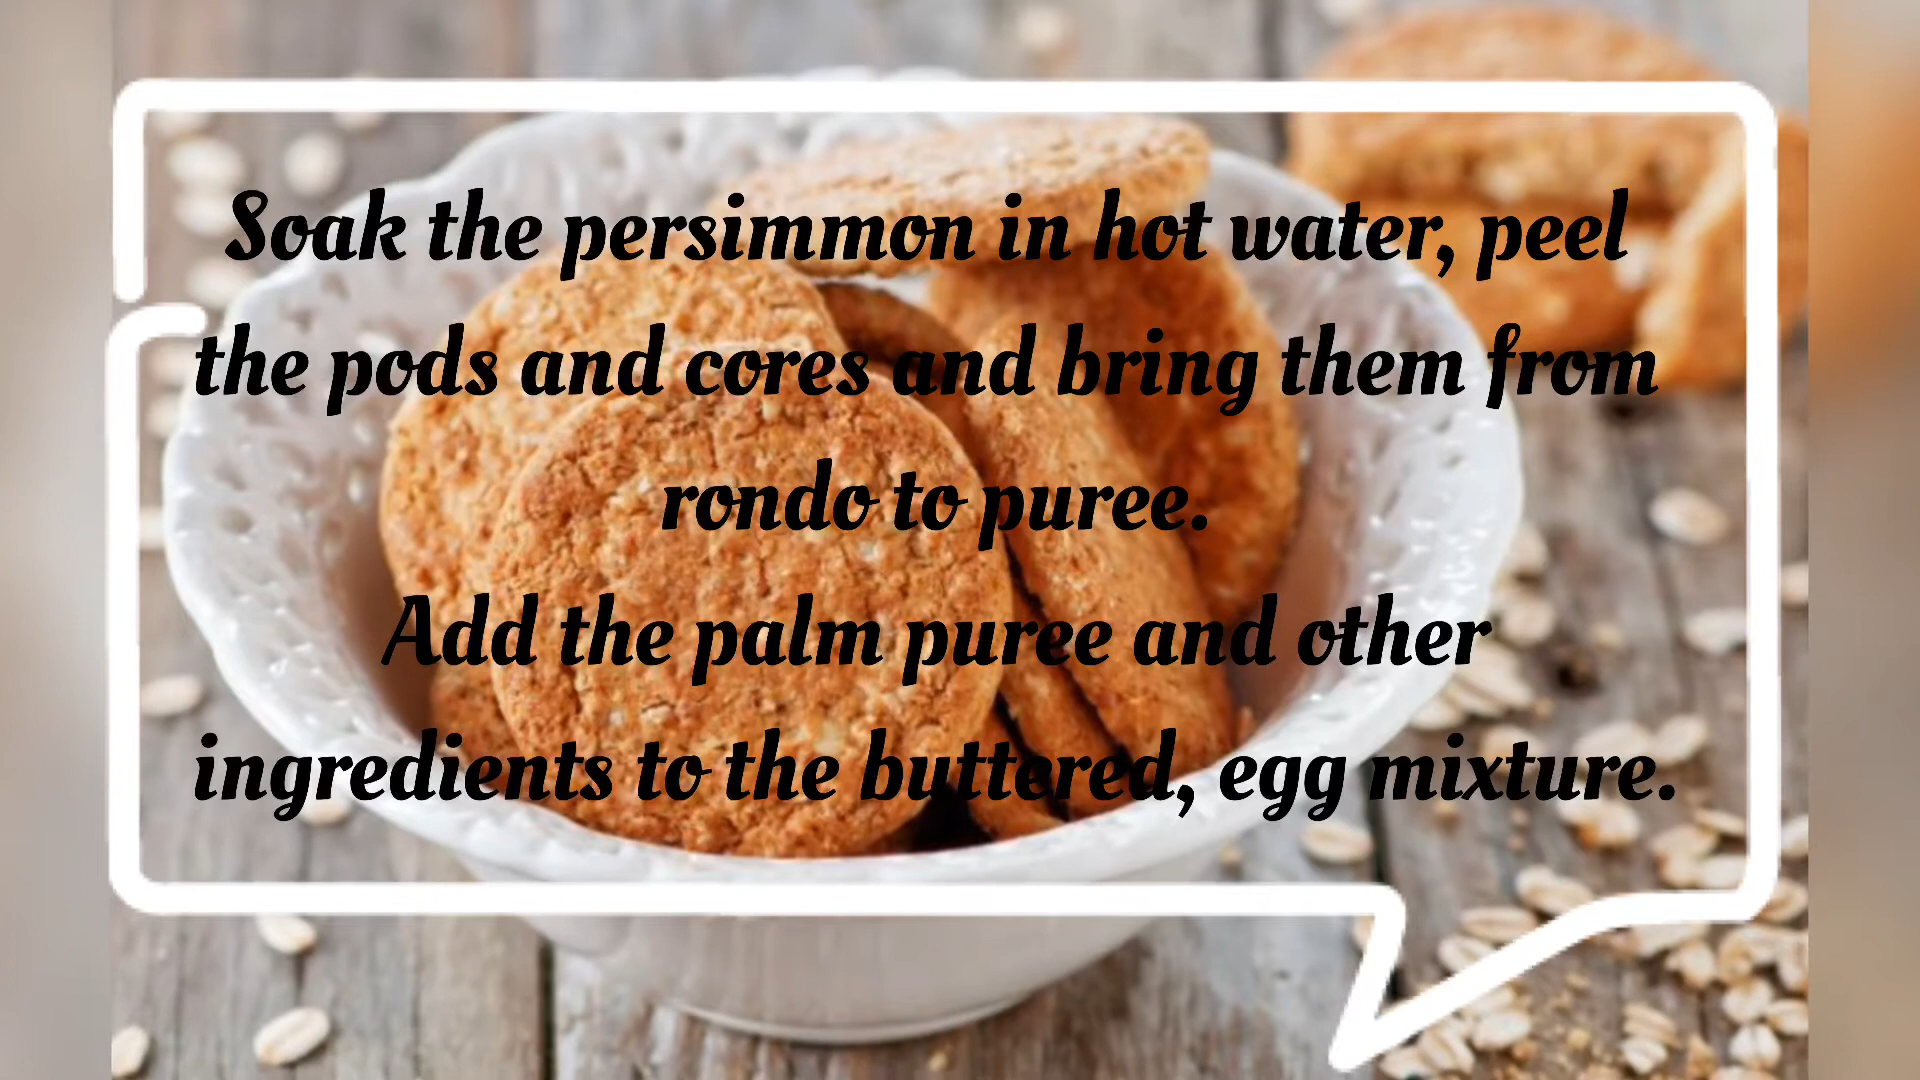 Soak the persimmon in hot water, peel
the pods and cores and bring them from
rondo to puree.
Add the palm puree and other
ingredients to the buttered, egg mixture.